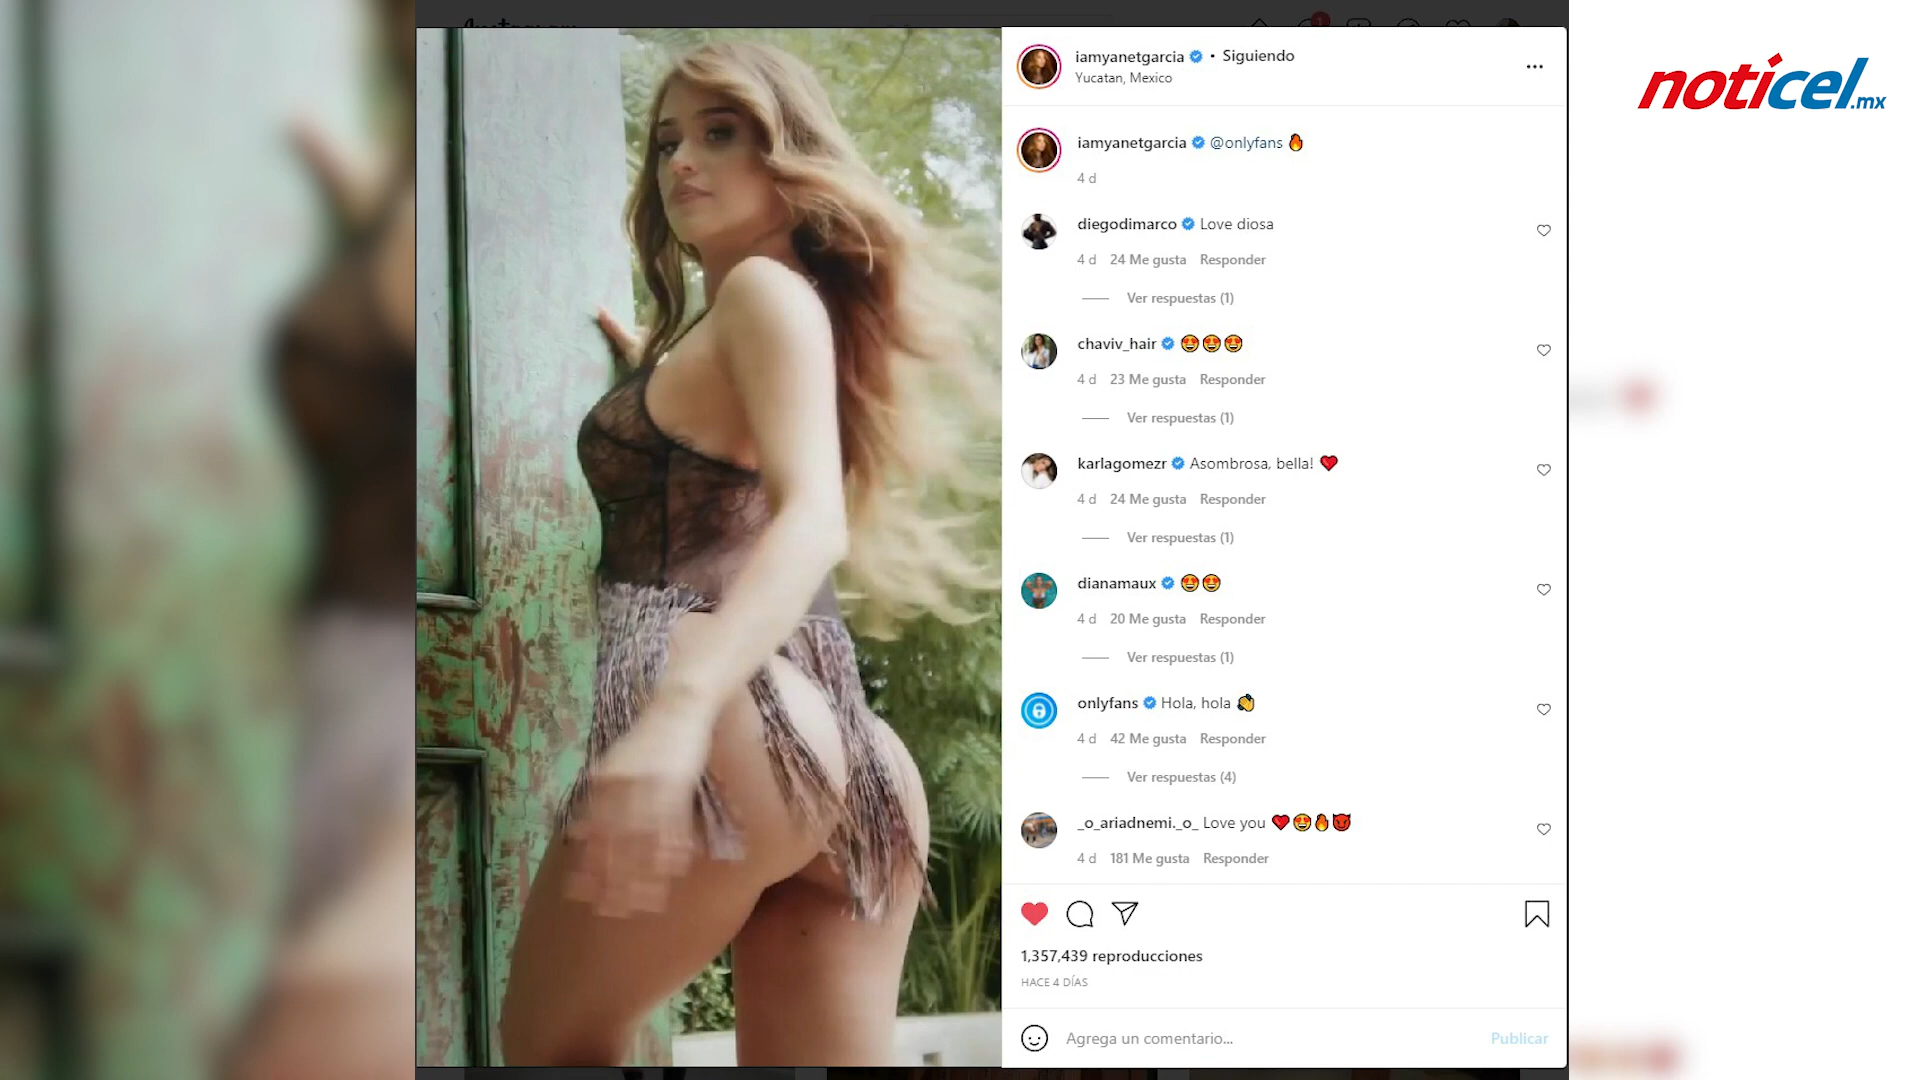 Instagram
1
noticel.mx
iamyanetgarcia • Siguiendo
Yucatan, Mexico
iamyanetgarcia @onlyfans 🔥
4 d
diegodimarco Love diosa
4 d 24 Me gusta Responder
Ver respuestas (1)
chaviv_hair 😍😍😍
4 d 23 Me gusta Responder
Ver respuestas (1)
karlagomezr Asombrosa, bella! ❤️
4 d 24 Me gusta Responder
Ver respuestas (1)
dianamaux 😍😍
4 d 20 Me gusta Responder
Ver respuestas (1)
onlyfans Hola, hola 👏
4 d 42 Me gusta Responder
Ver respuestas (4)
_o_ariadnemi._o_ Love you ❤️😍🔥😈
4 d 181 Me gusta Responder
1,357,439 reproducciones
HACE 4 DÍAS
Agrega un comentario...
Publicar